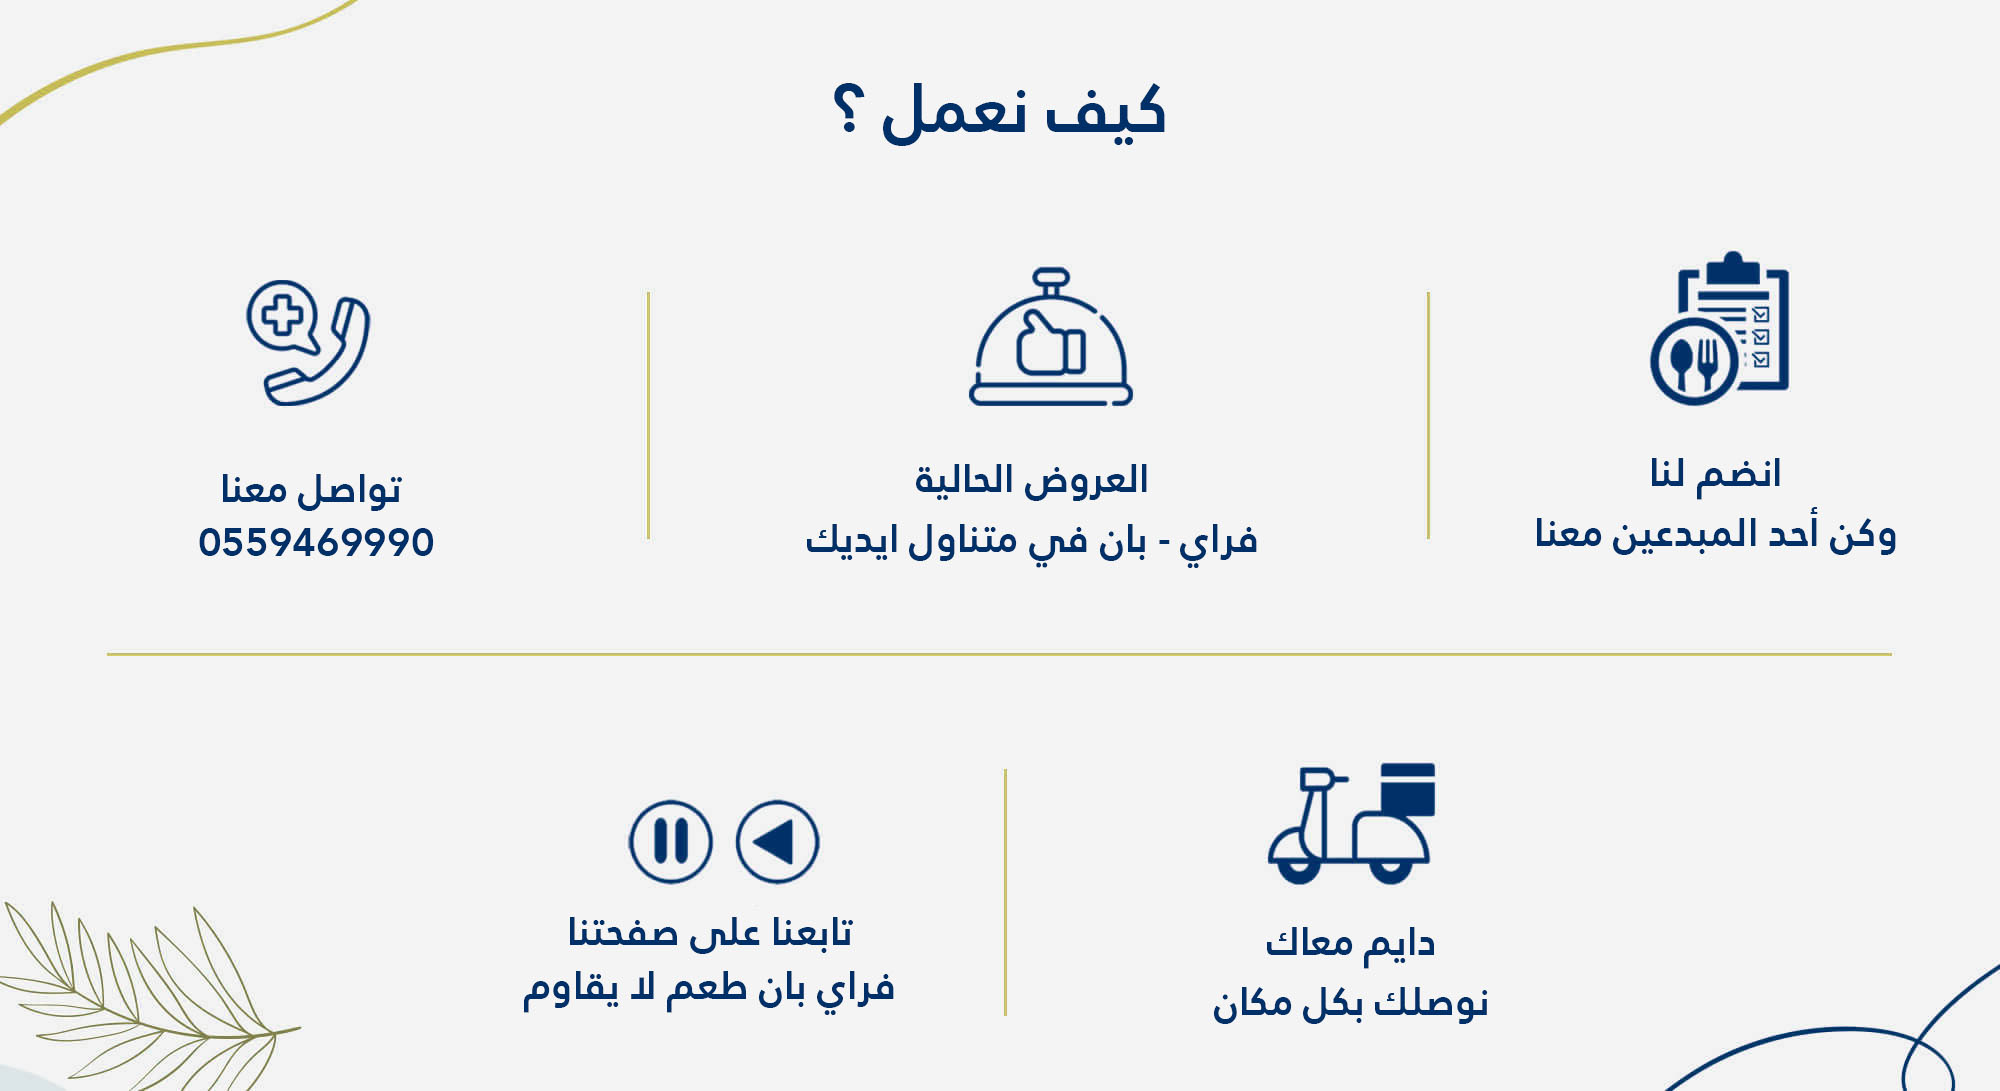 كيف نعمل ؟
انضم لنا
وكن أحد المبدعين معنا
العروض الحالية
فراي - بان في متناول ايديك
تواصل معنا
0559469990
دايم معاك
نوصلك بكل مكان
تابعنا على صفحتنا
فراي بان طعم لا يقاوم